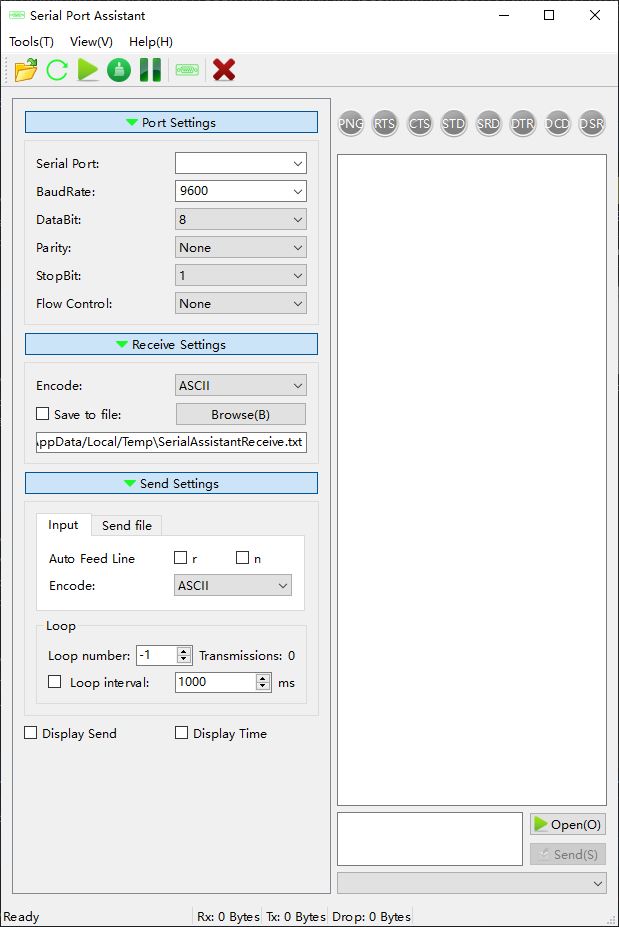 Serial Port Assistant
Tools(T) View(V) Help(H)
Port Settings
PNG RTS CTS STD SRD DTR DCD DSR
Serial Port:
BaudRate: 9600
DataBit: 8
Parity: None
StopBit: 1
Flow Control: None
Receive Settings
Encode: ASCII
Save to file: Browse(B)
AppData/Local/Temp\SerialAssistantReceive.txt
Send Settings
Input Send file
Auto Feed Line r n
Encode: ASCII
Loop
Loop number: -1 Transmissions: 0
Loop interval: 1000 ms
Display Send Display Time
Open(O)
Send(S)
Ready Rx: 0 Bytes Tx: 0 Bytes Drop: 0 Bytes